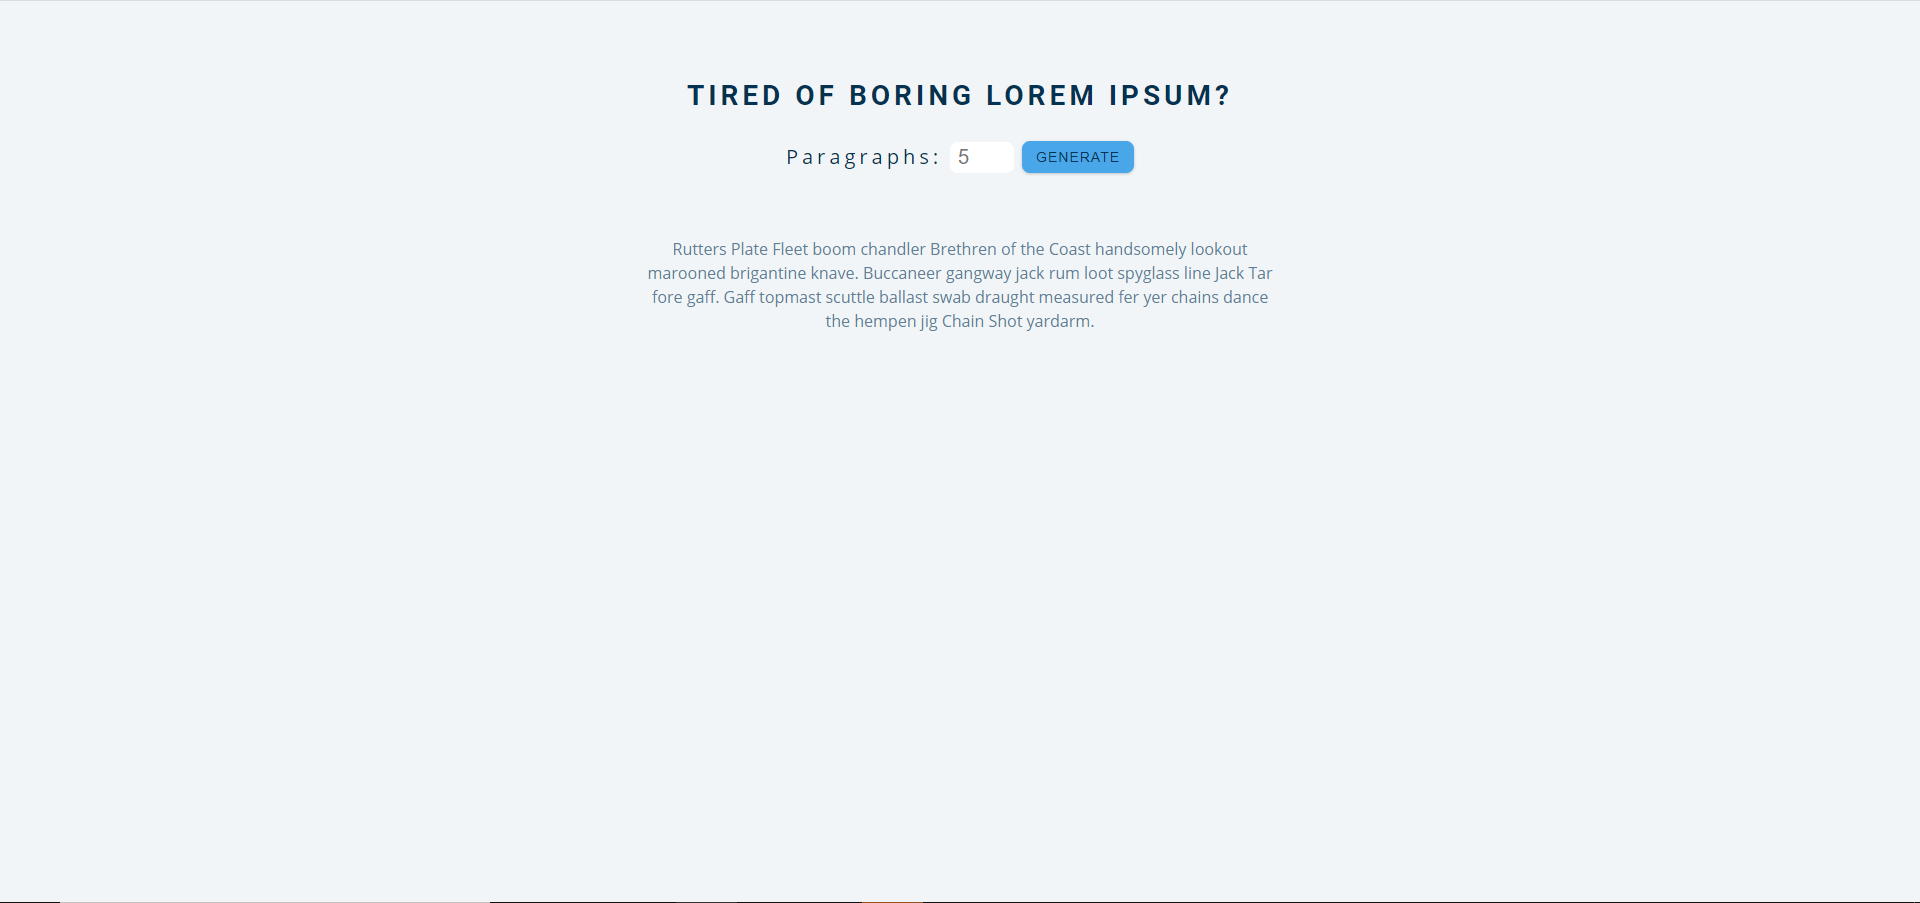 TIRED OF BORING LOREM IPSUM?
Paragraphs: 5 GENERATE
Rutters Plate Fleet boom chandler Brethren of the Coast handsomely lookout
marooned brigantine knave. Buccaneer gangway jack rum loot spyglass line Jack Tar
fore gaff. Gaff topmast scuttle ballast swab draught measured fer yer chains dance
the hempen jig Chain Shot yardarm.